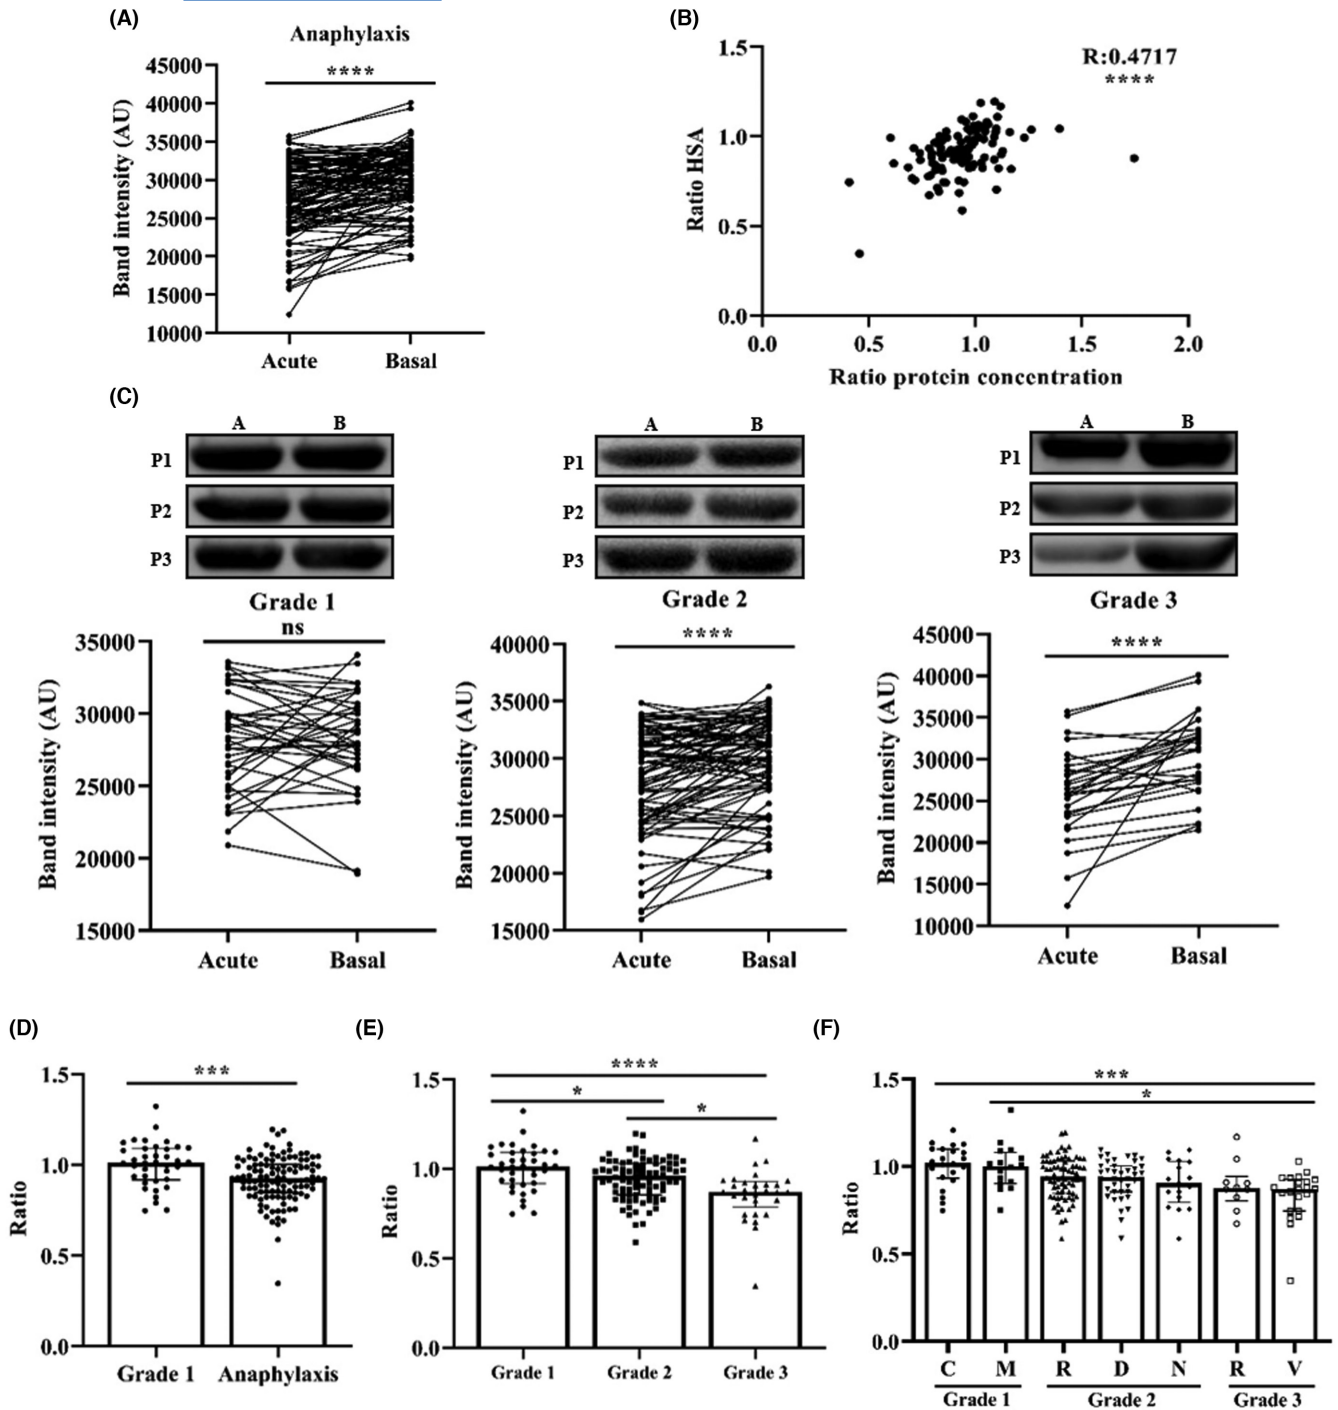 (A)
Anaphylaxis
****
Band intensity (AU)
45000
40000
35000
30000
25000
20000
15000
10000
Acute Basal
(B)
R:0.4717
****
Ratio HSA
1.5
1.0
0.5
0.0
0.0 0.5 1.0 1.5 2.0
Ratio protein concentration
(C)
A B
P1
P2
P3
Grade 1
ns
Band intensity (AU)
35000
30000
25000
20000
15000
Acute Basal
A B
P1
P2
P3
Grade 2
****
Band intensity (AU)
40000
35000
30000
25000
20000
15000
Acute Basal
A B
P1
P2
P3
Grade 3
****
Band intensity (AU)
45000
40000
35000
30000
25000
20000
15000
10000
Acute Basal
(D)
***
Ratio
1.5
1.0
0.5
0.0
Grade 1 Anaphylaxis
(E)
****
*
*
Ratio
1.5
1.0
0.5
0.0
Grade 1 Grade 2 Grade 3
(F)
***
*
Ratio
1.5
1.0
0.5
0.0
C M R D N R V
Grade 1 Grade 2 Grade 3